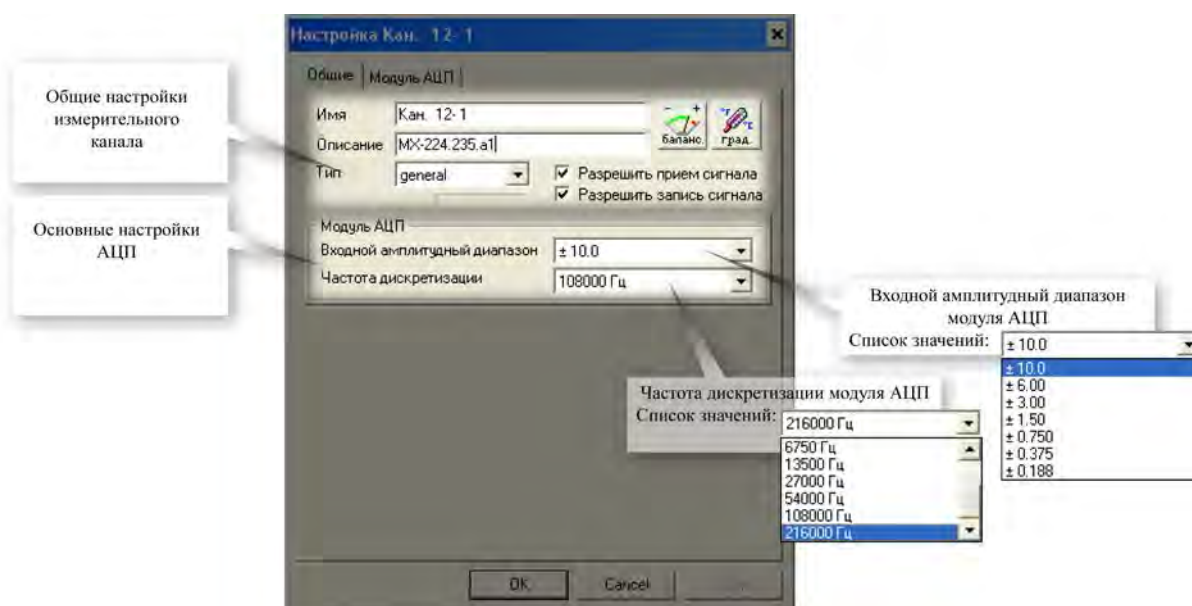 Настройка Кан. 12- 1
Общие
Модуль АЦП
Общие настройки
измерительного
канала
Имя
Кан. 12- 1
Описание
MX-224.235.a1
Тип
general
баланс.
град.
Разрешить прием сигнала
Разрешить запись сигнала
Основные настройки
АЦП
Модуль АЦП
Входной амплитудный диапазон
± 10.0
Частота дискретизации
108000 Гц
Входной амплитудный диапазон
модуля АЦП
Список значений:
± 10.0
± 10.0
± 6.00
± 3.00
± 1.50
± 0.750
± 0.375
± 0.188
Частота дискретизации модуля АЦП
Список значений:
216000 Гц
6750 Гц
13500 Гц
27000 Гц
54000 Гц
108000 Гц
216000 Гц
OK
Cancel